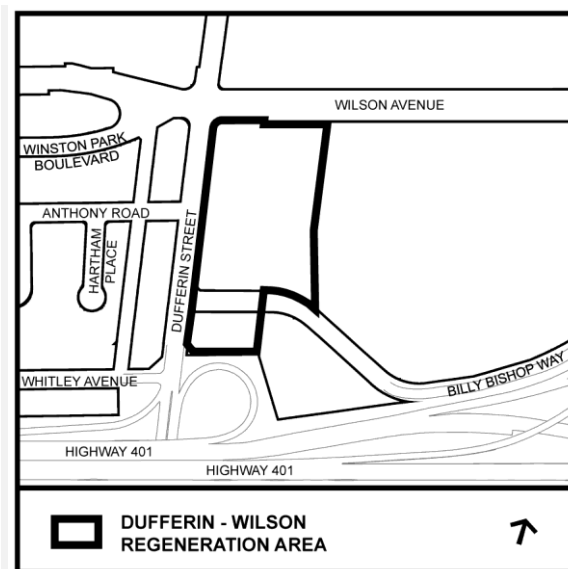 WILSON AVENUE
WINSTON PARK
BOULEVARD
ANTHONY ROAD
HARTHAM
PLACE
DUFFERIN STREET
WHITLEY AVENUE
BILLY BISHOP WAY
HIGHWAY 401
HIGHWAY 401
DUFFERIN - WILSON
REGENERATION AREA